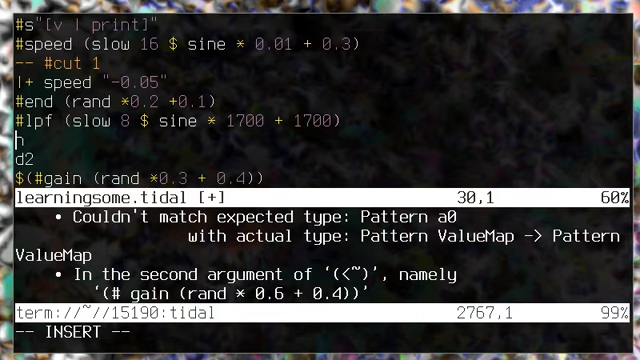 #s"[v | print]"
#speed (slow 16 $ sine * 0.01 + 0.3)
-- #cut 1
|+ speed "-0.05"
#end (rand *0.2 +0.1)
#lpf (slow 8 $ sine * 1700 + 1700)
h
d2
$(#gain (rand *0.3 + 0.4))
learningsome.tidal [+] 30,1 60%
• Couldn't match expected type: Pattern a0
with actual type: Pattern ValueMap -> Pattern
ValueMap
• In the second argument of ‘(<~)’, namely
‘(# gain (rand * 0.6 + 0.4))’
term://~//15190:tidal 2767,1 99%
-- INSERT --